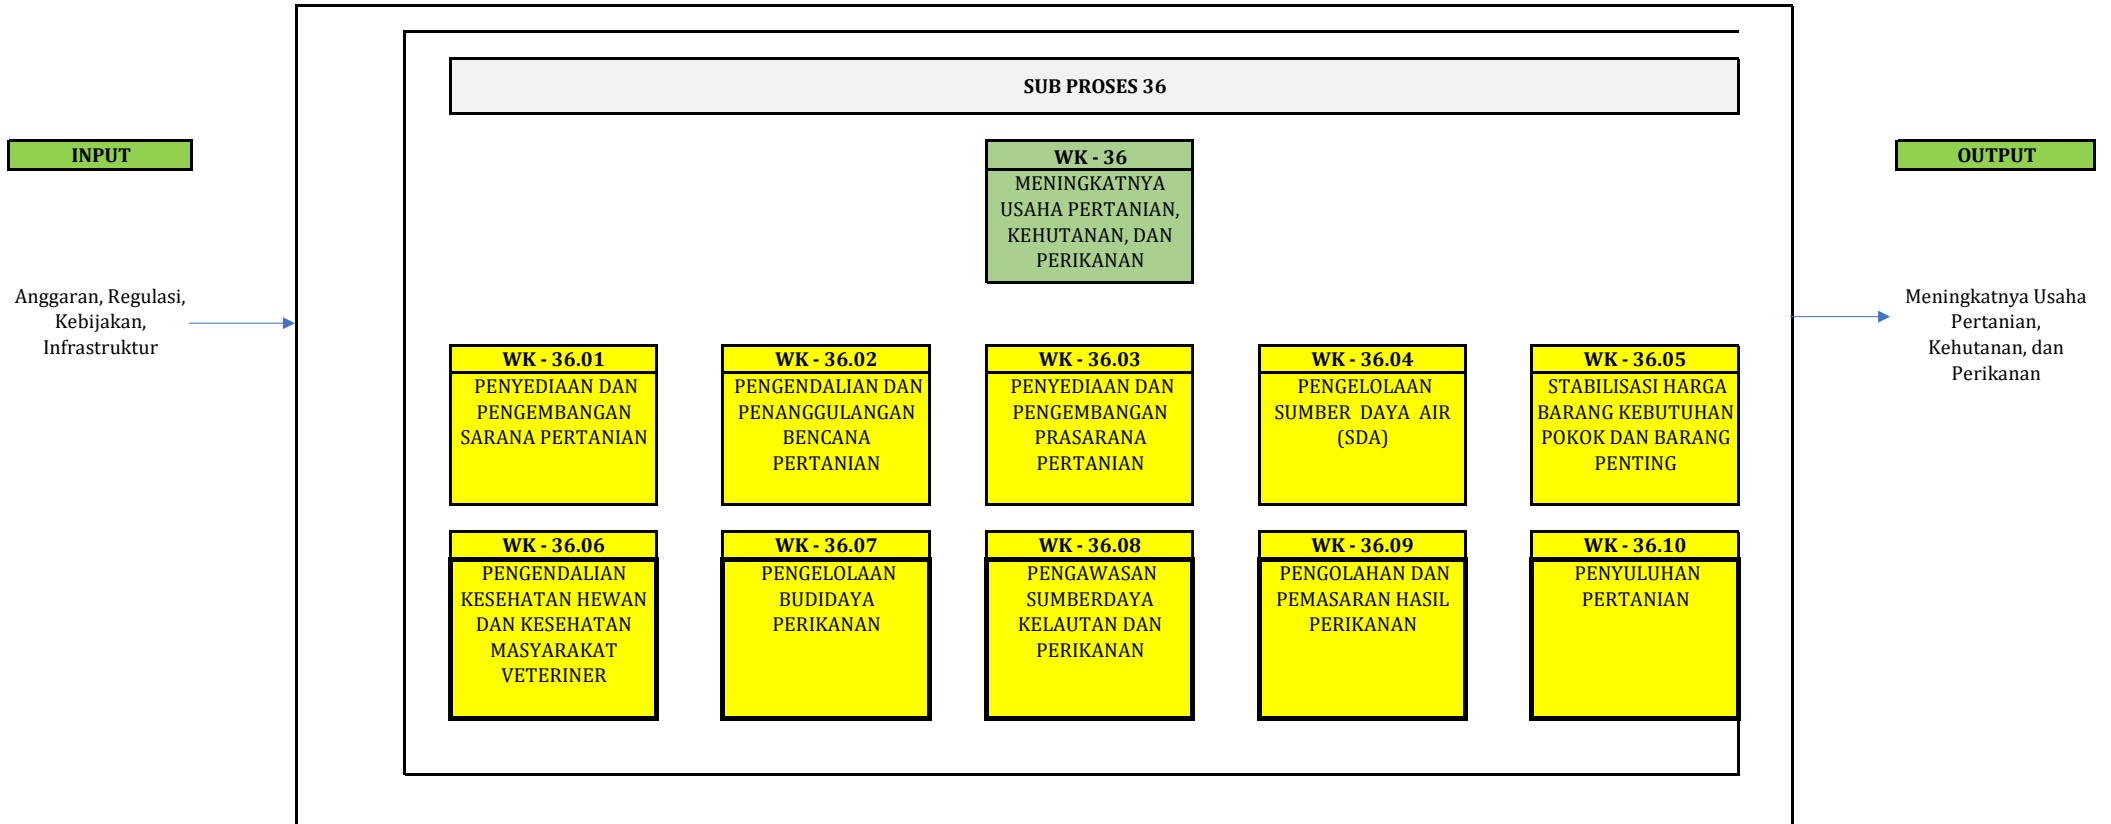 SUB PROSES 36
INPUT
WK - 36
MENINGKATNYA
USAHA PERTANIAN,
KEHUTANAN, DAN
PERIKANAN
OUTPUT
Anggaran, Regulasi,
Kebijakan,
Infrastruktur
Meningkatnya Usaha
Pertanian,
Kehutanan, dan
Perikanan
WK - 36.01
PENYEDIAAN DAN
PENGEMBANGAN
SARANA PERTANIAN
WK - 36.02
PENGENDALIAN DAN
PENANGGULANGAN
BENCANA
PERTANIAN
WK - 36.03
PENYEDIAAN DAN
PENGEMBANGAN
PRASARANA
PERTANIAN
WK - 36.04
PENGELOLAAN
SUMBER DAYA AIR
(SDA)
WK - 36.05
STABILISASI HARGA
BARANG KEBUTUHAN
POKOK DAN BARANG
PENTING
WK - 36.06
PENGENDALIAN
KESEHATAN HEWAN
DAN KESEHATAN
MASYARAKAT
VETERINER
WK - 36.07
PENGELOLAAN
BUDIDAYA
PERIKANAN
WK - 36.08
PENGAWASAN
SUMBERDAYA
KELAUTAN DAN
PERIKANAN
WK - 36.09
PENGOLAHAN DAN
PEMASARAN HASIL
PERIKANAN
WK - 36.10
PENYULUHAN
PERTANIAN